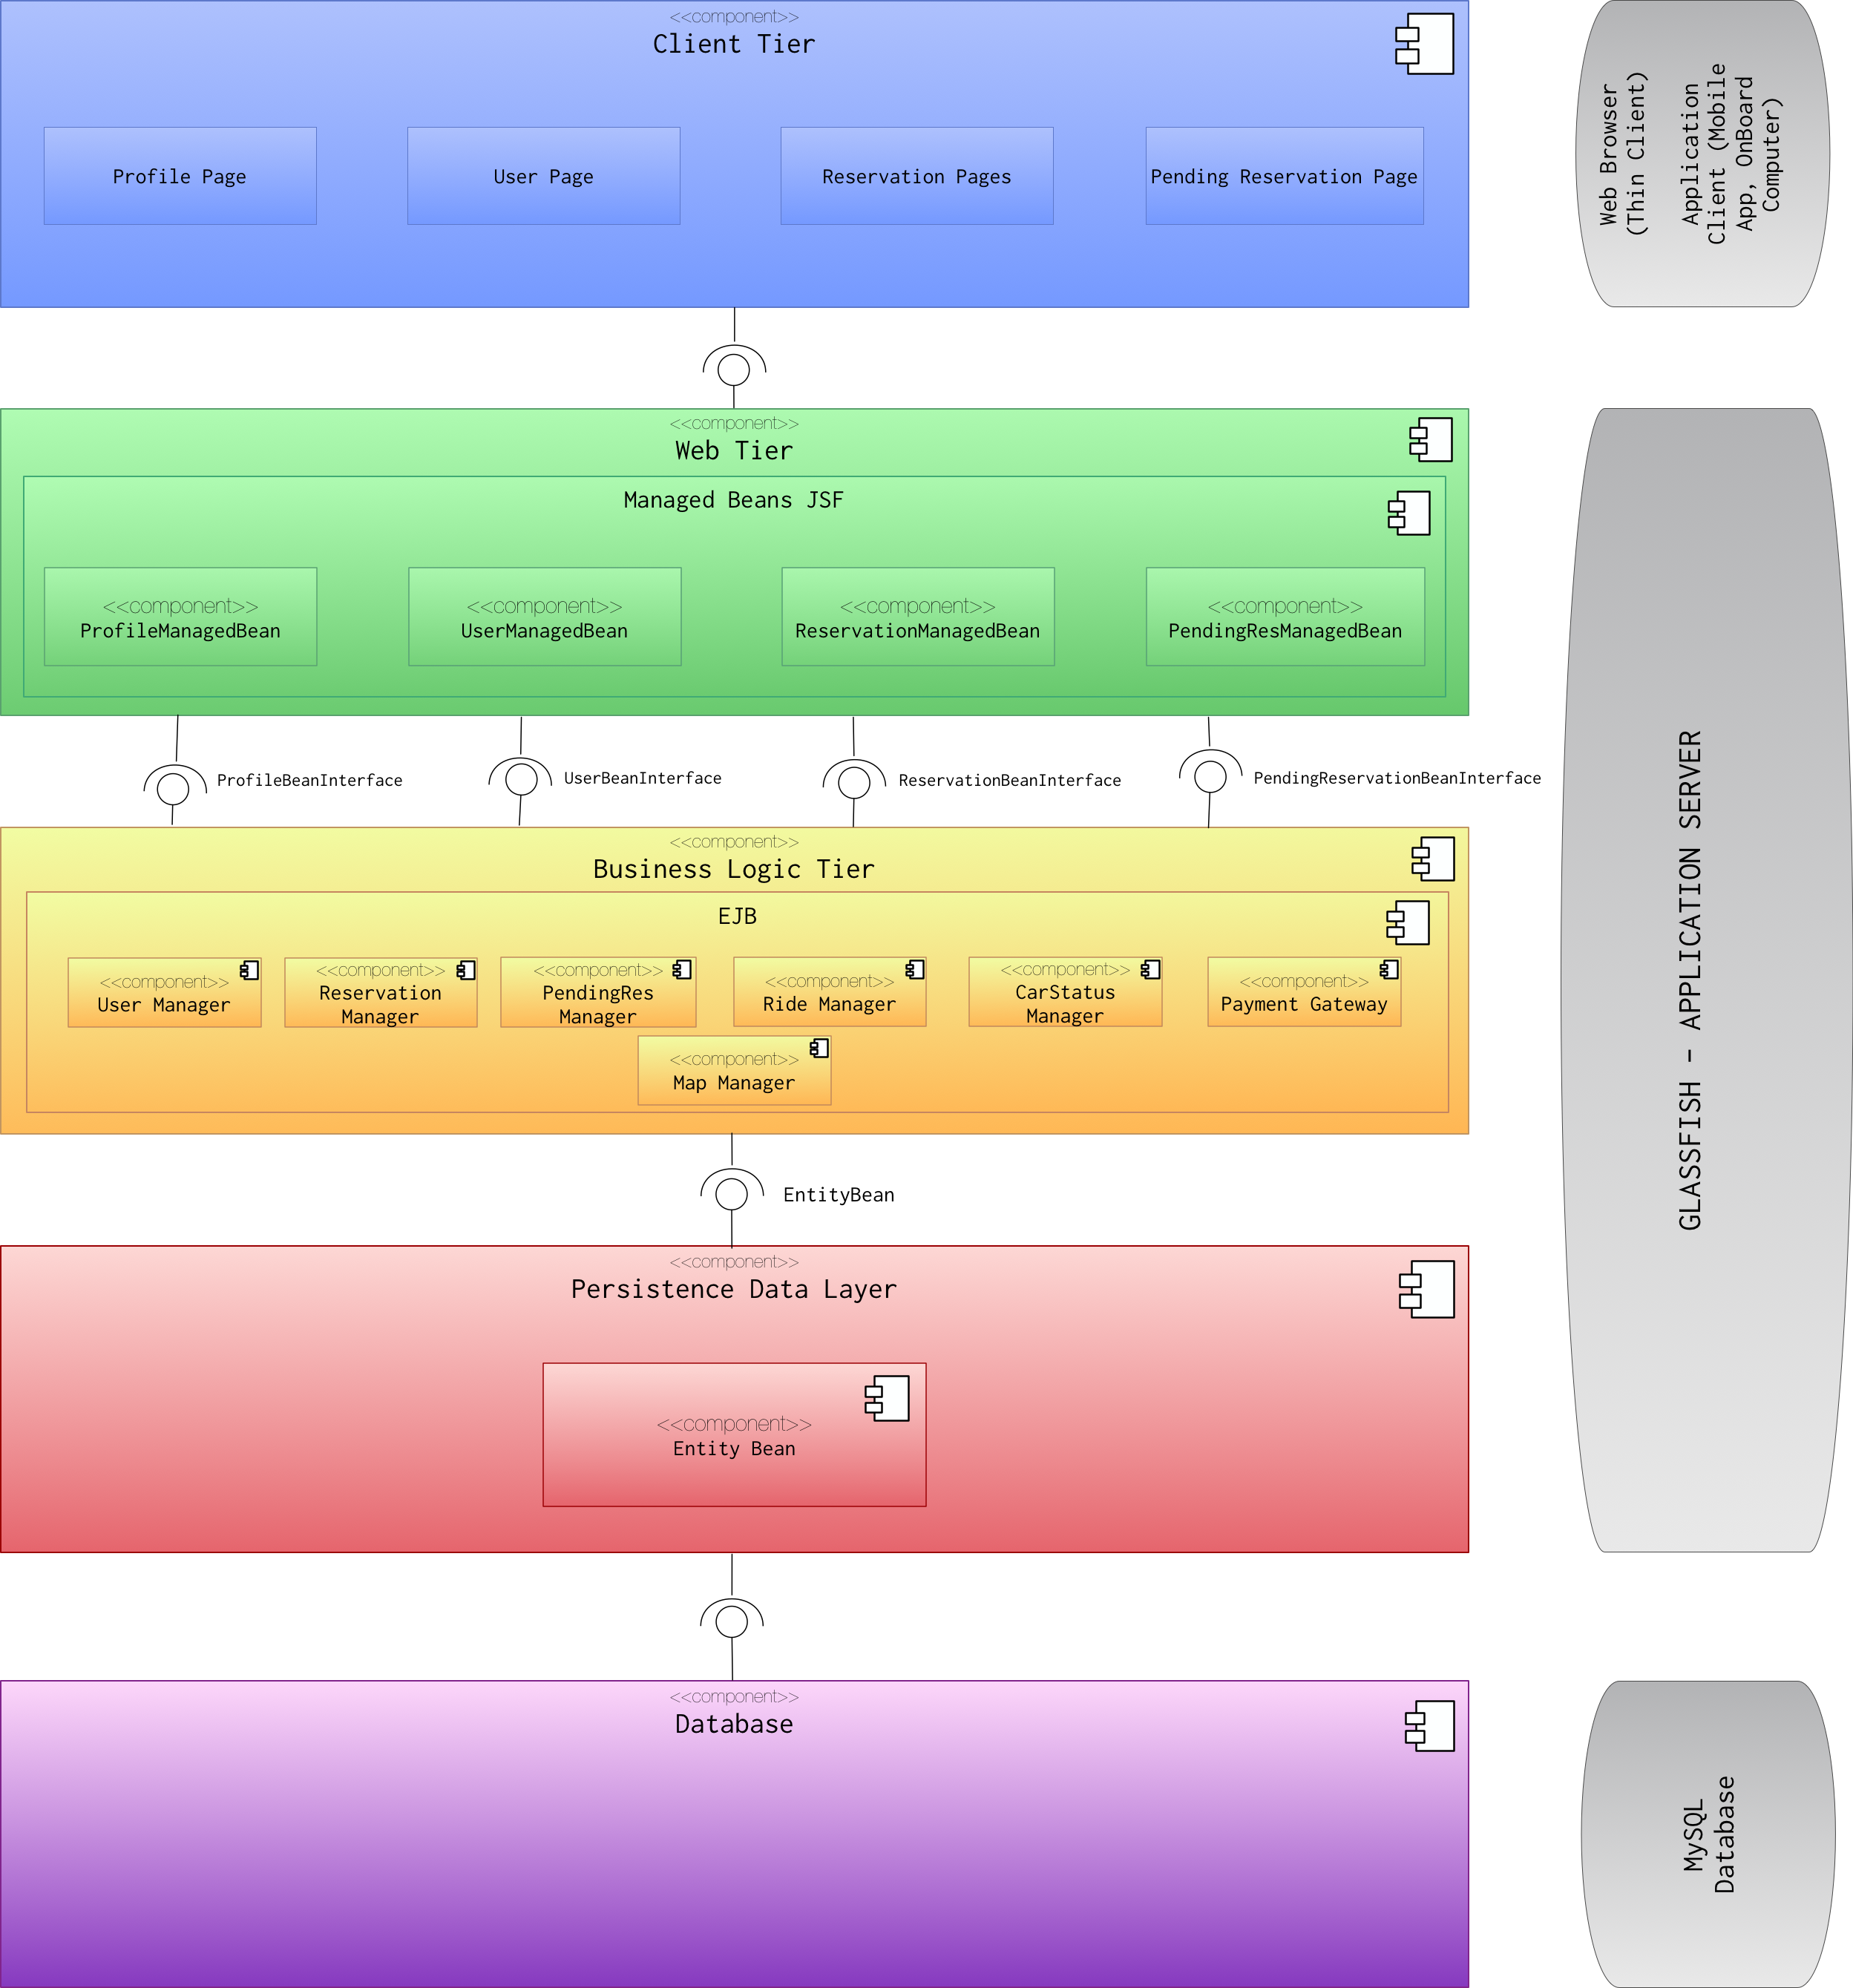 <<component>>
Client Tier
Profile Page
User Page
Reservation Pages
Pending Reservation Page
Web Browser
(Thin Client)
Application
Client (Mobile
App, OnBoard
Computer)
<<component>>
Web Tier
Managed Beans JSF
<<component>>
ProfileManagedBean
<<component>>
UserManagedBean
<<component>>
ReservationManagedBean
<<component>>
PendingResManagedBean
ProfileBeanInterface
UserBeanInterface
ReservationBeanInterface
PendingReservationBeanInterface
GLASSFISH - APPLICATION SERVER
<<component>>
Business Logic Tier
EJB
<<component>>
User Manager
<<component>>
Reservation
Manager
<<component>>
PendingRes
Manager
<<component>>
Ride Manager
<<component>>
CarStatus
Manager
<<component>>
Payment Gateway
<<component>>
Map Manager
EntityBean
<<component>>
Persistence Data Layer
<<component>>
Entity Bean
<<component>>
Database
MySQL
Database